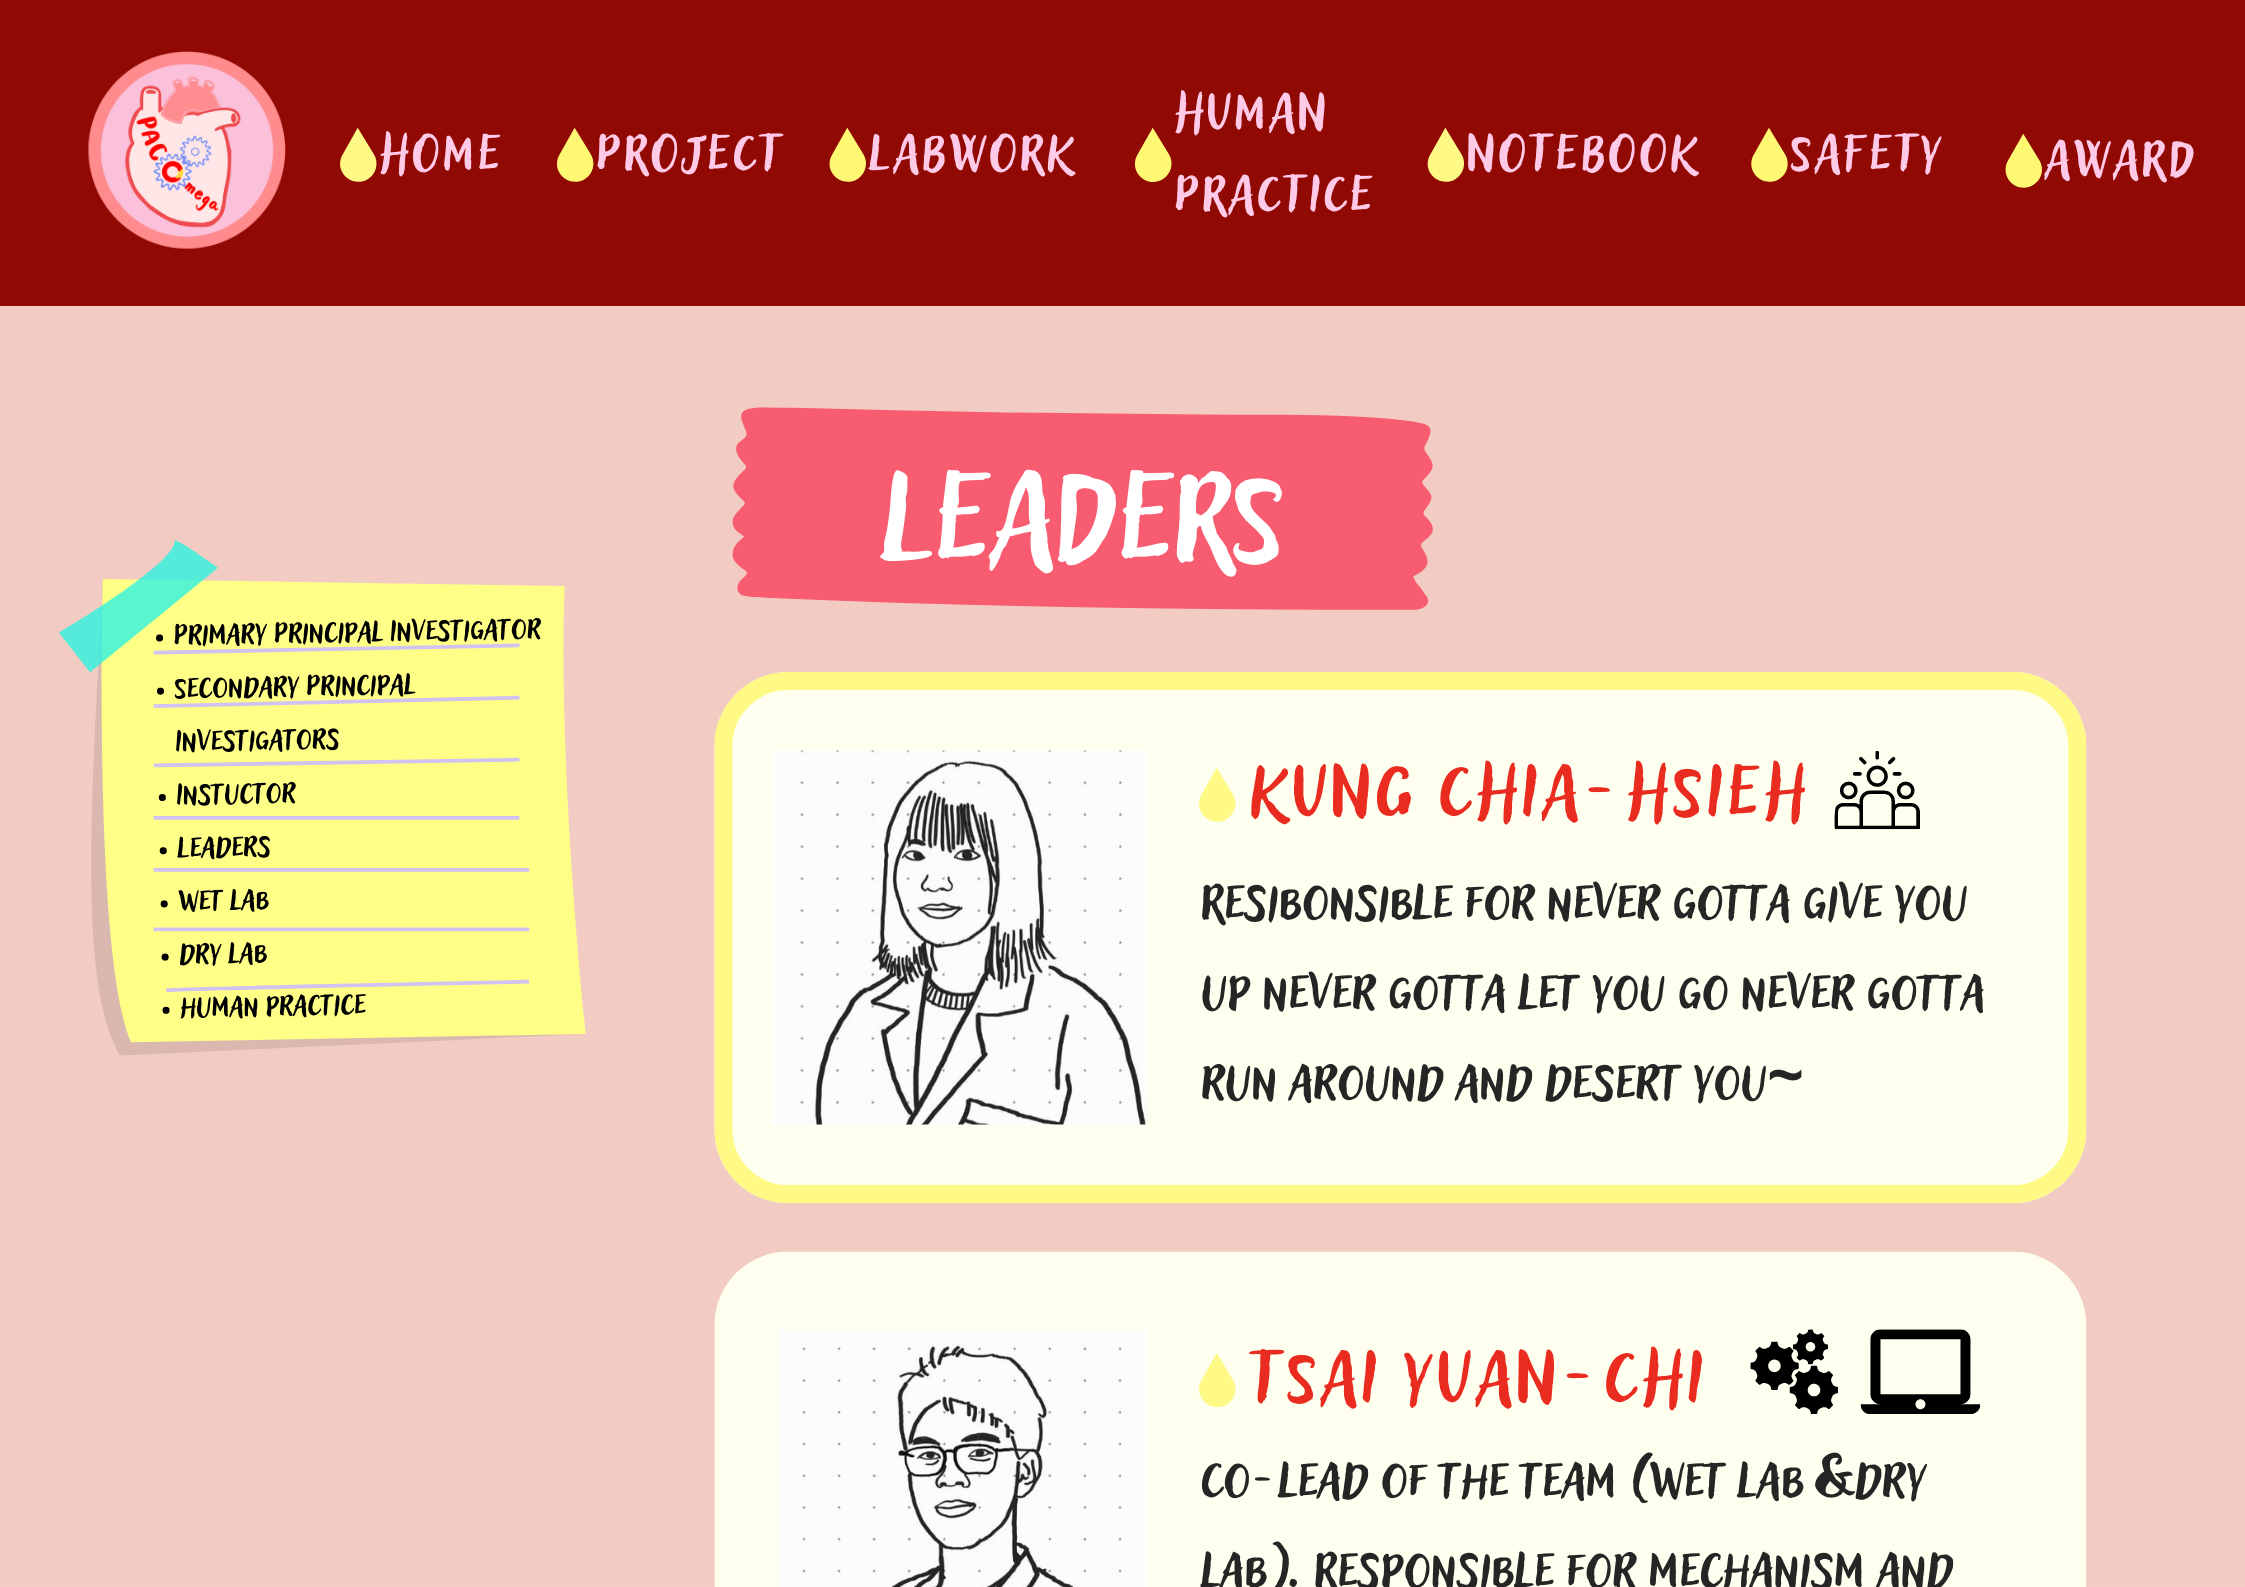 PACO
mega
HOME
PROJECT
LABWORK
HUMAN
PRACTICE
NOTEBOOK
SAFETY
AWARD
LEADERS
• PRIMARY PRINCIPAL INVESTIGATOR
• SECONDARY PRINCIPAL
INVESTIGATORS
• INSTUCTOR
• LEADERS
• WET LAB
• DRY LAB
• HUMAN PRACTICE
KUNG CHIA-HSIEH
RESIBONSIBLE FOR NEVER GOTTA GIVE YOU
UP NEVER GOTTA LET YOU GO NEVER GOTTA
RUN AROUND AND DESERT YOU~
TSAI YUAN-CHI
CO-LEAD OF THE TEAM (WET LAB &DRY
LAB). RESPONSIBLE FOR MECHANISM AND